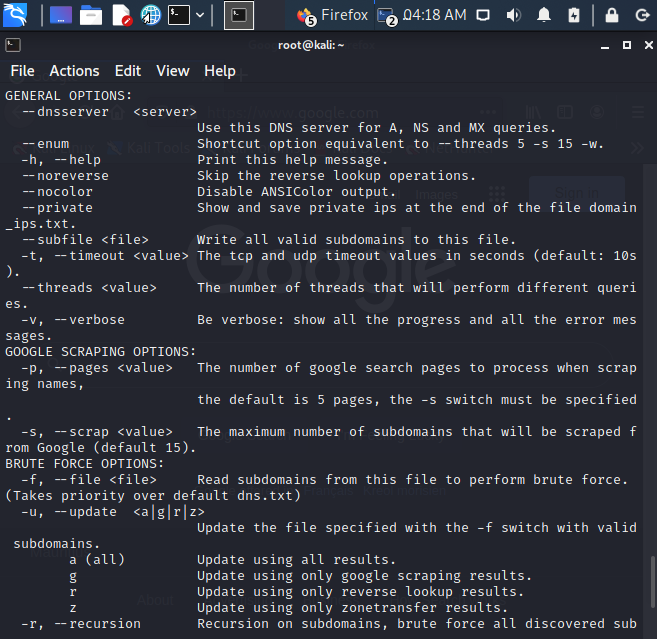 Firefox 5 2 04:18 AM
root@kali: ~
File Actions Edit View Help
GENERAL OPTIONS:
--dnsserver <server>
Use this DNS server for A, NS and MX queries.
--enum Shortcut option equivalent to --threads 5 -s 15 -w.
-h, --help Print this help message.
--noreverse Skip the reverse lookup operations.
--nocolor Disable ANSIColor output.
--private Show and save private ips at the end of the file domain
_ips.txt.
--subfile <file> Write all valid subdomains to this file.
-t, --timeout <value> The tcp and udp timeout values in seconds (default: 10s
).
--threads <value> The number of threads that will perform different queri
es.
-v, --verbose Be verbose: show all the progress and all the error mes
sages.
GOOGLE SCRAPING OPTIONS:
-p, --pages <value> The number of google search pages to process when scrap
ing names,
the default is 5 pages, the -s switch must be specified
.
-s, --scrap <value> The maximum number of subdomains that will be scraped f
rom Google (default 15).
BRUTE FORCE OPTIONS:
-f, --file <file> Read subdomains from this file to perform brute force.
(Takes priority over default dns.txt)
-u, --update <a|g|r|z>
Update the file specified with the -f switch with valid
subdomains.
a (all) Update using all results.
g Update using only google scraping results.
r Update using only reverse lookup results.
z Update using only zonetransfer results.
-r, --recursion Recursion on subdomains, brute force all discovered sub